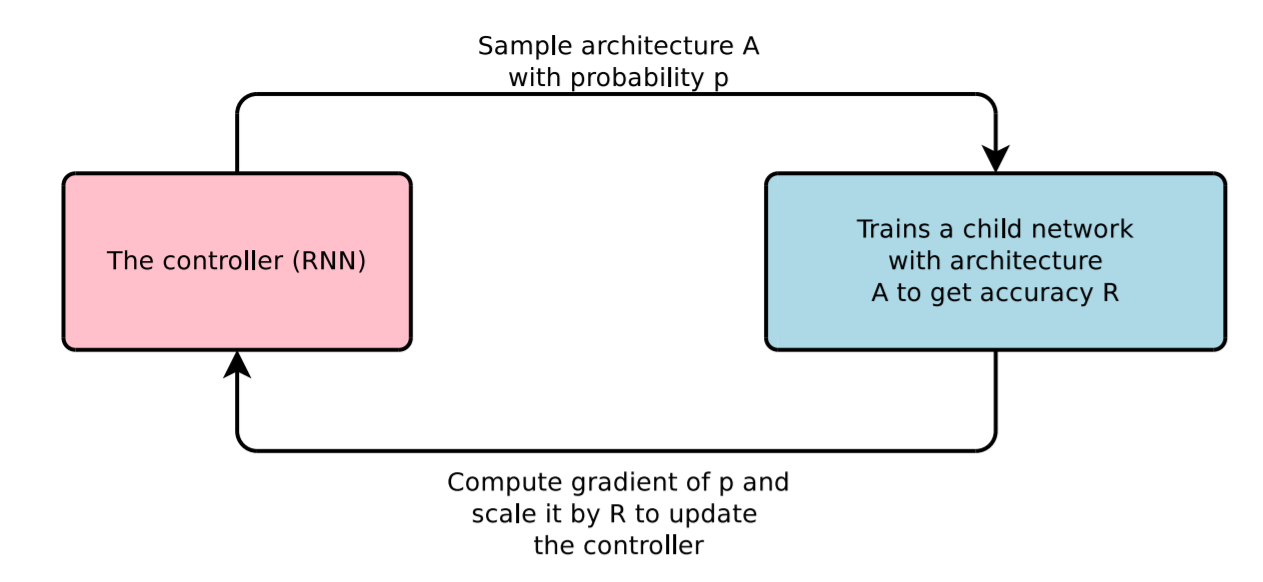 Sample architecture A
with probability p
The controller (RNN)
Trains a child network
with architecture
A to get accuracy R
Compute gradient of p and
scale it by R to update
the controller